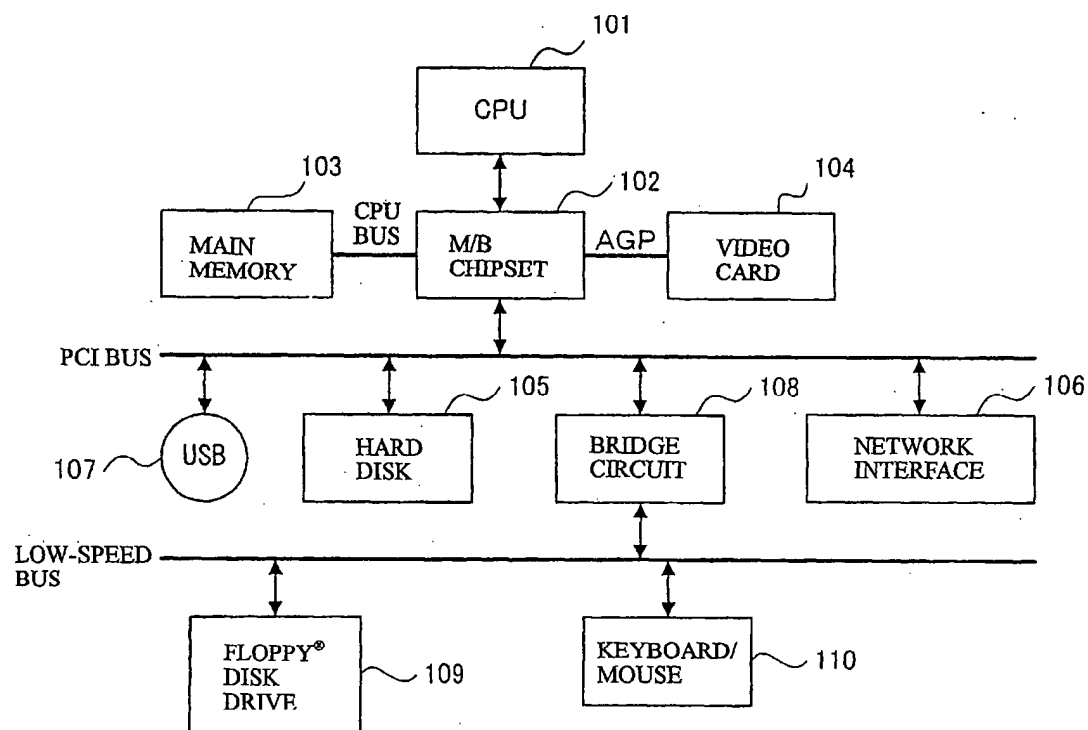 101
CPU
103
102
104
CPU
BUS
MAIN
MEMORY
M/B
CHIPSET
AGP
VIDEO
CARD
PCI BUS
105
108
106
107
USB
HARD
DISK
BRIDGE
CIRCUIT
NETWORK
INTERFACE
LOW-SPEED
BUS
FLOPPY®
DISK
DRIVE
109
KEYBOARD/
MOUSE
110